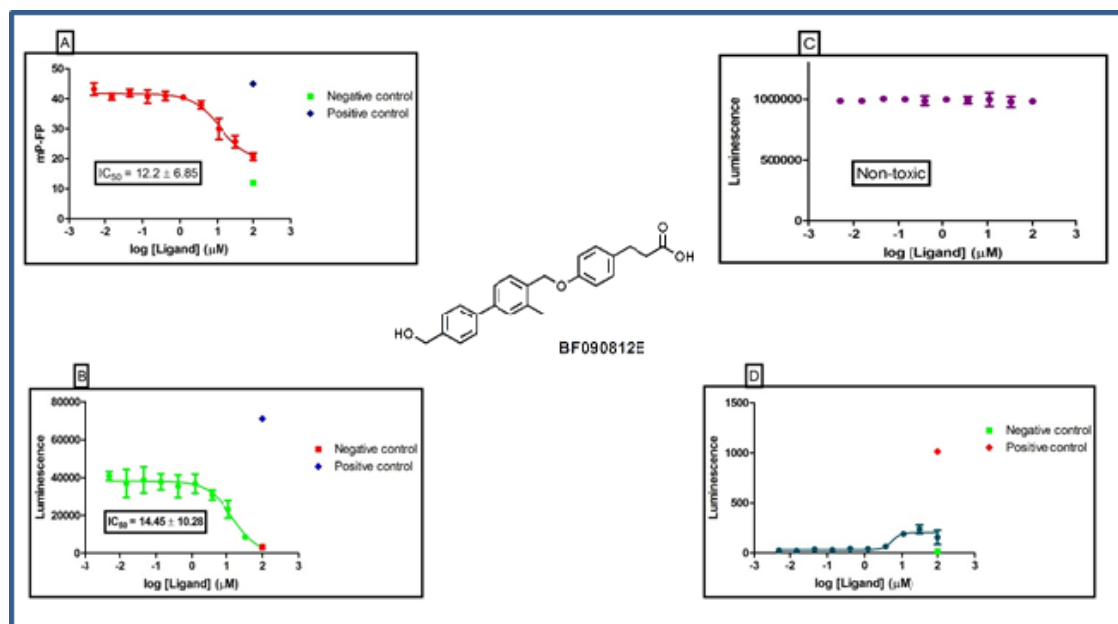 A
50
40
30
20
10
0
mP-FP
IC50 = 12.2 ± 6.85
Negative control
Positive control
-3 -2 -1 0 1 2 3
log [Ligand] (μM)
C
1000000
500000
0
Luminescence
Non-toxic
-3 -2 -1 0 1 2 3
log [Ligand] (μM)
O
OH
O
HO
BF090812E
B
80000
60000
40000
20000
0
Luminescence
IC50 = 14.45 ± 10.28
Negative control
Positive control
-3 -2 -1 0 1 2 3
log [Ligand] (μM)
D
1500
1000
500
0
Luminescence
Negative control
Positive control
-3 -2 -1 0 1 2 3
log [Ligand] (μM)